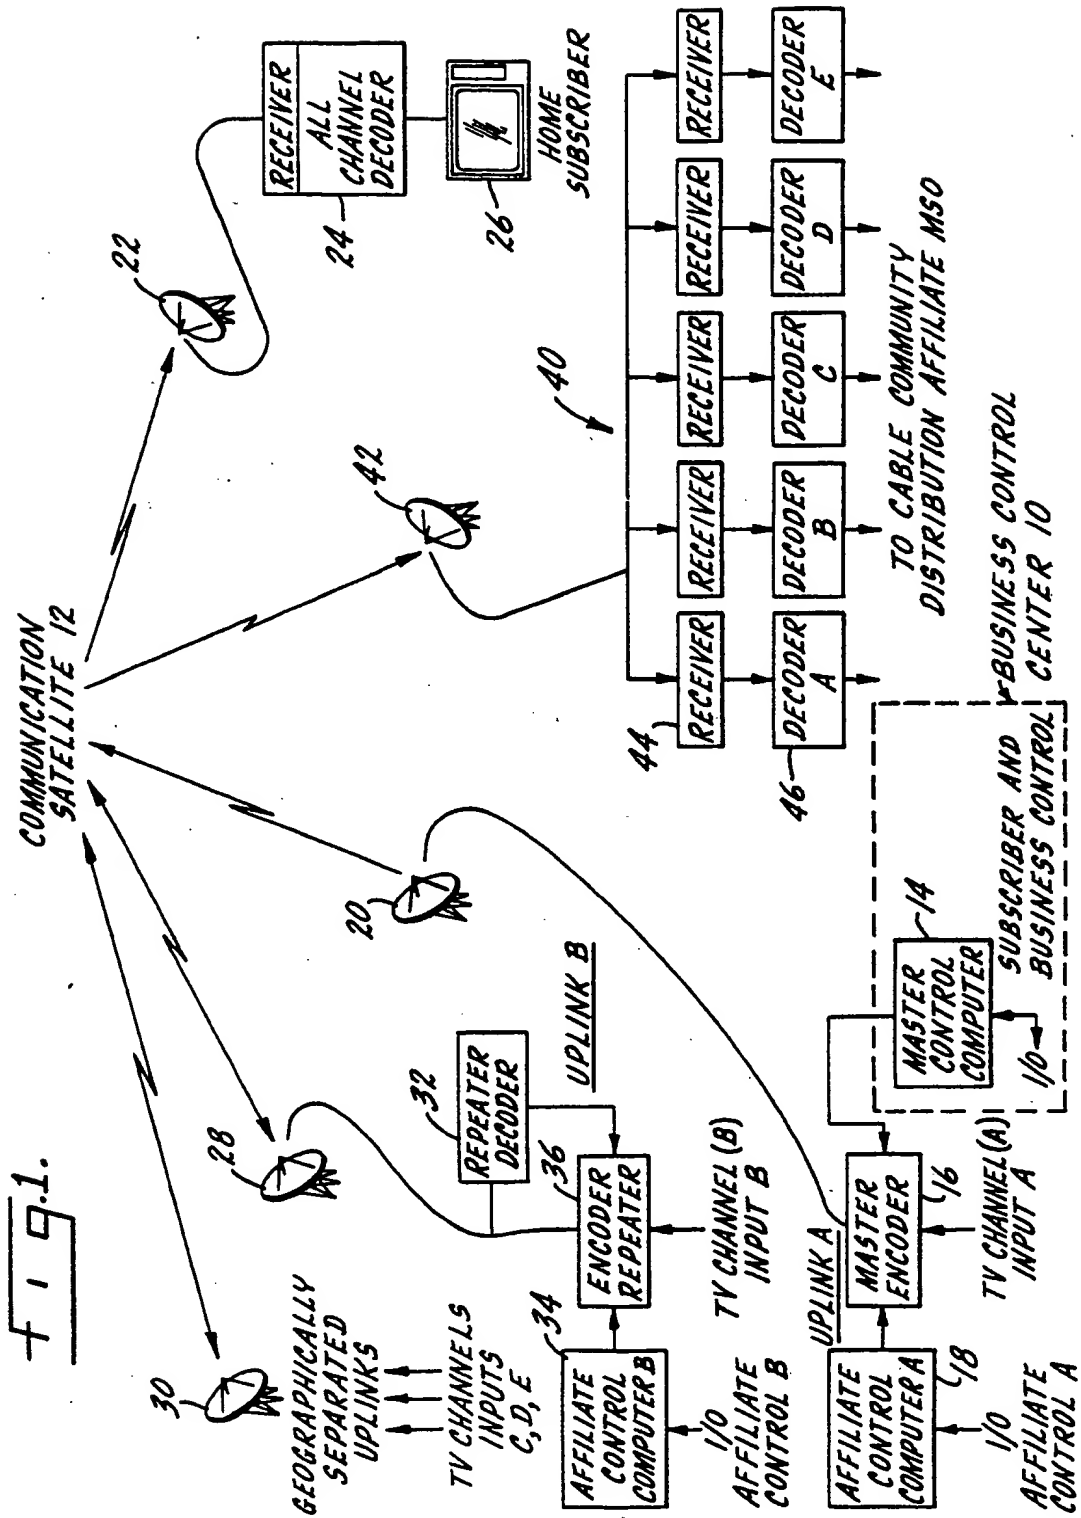 Fig.1.
COMMUNICATION
SATELLITE 12
30
GEOGRAPHICALLY
SEPARATED
UPLINKS
TV CHANNELS
INPUTS
C, D, E
28
32
REPEATER
DECODER
34
AFFILIATE
CONTROL
COMPUTER B
36
ENCODER
REPEATER
UPLINK B
I/O
AFFILIATE
CONTROL B
TV CHANNEL (B)
INPUT B
20
UPLINK A
AFFILIATE
CONTROL
COMPUTER A
18
MASTER
ENCODER
16
I/O
AFFILIATE
CONTROL A
TV CHANNEL (A)
INPUT A
MASTER
CONTROL
COMPUTER
14
I/O
SUBSCRIBER AND
BUSINESS CONTROL
BUSINESS CONTROL
CENTER 10
22
RECEIVER
ALL
CHANNEL
DECODER
24
26
HOME
SUBSCRIBER
42
40
44
RECEIVER
RECEIVER
RECEIVER
RECEIVER
RECEIVER
46
DECODER
A
DECODER
B
DECODER
C
DECODER
D
DECODER
E
TO CABLE COMMUNITY
DISTRIBUTION AFFILIATE MSO